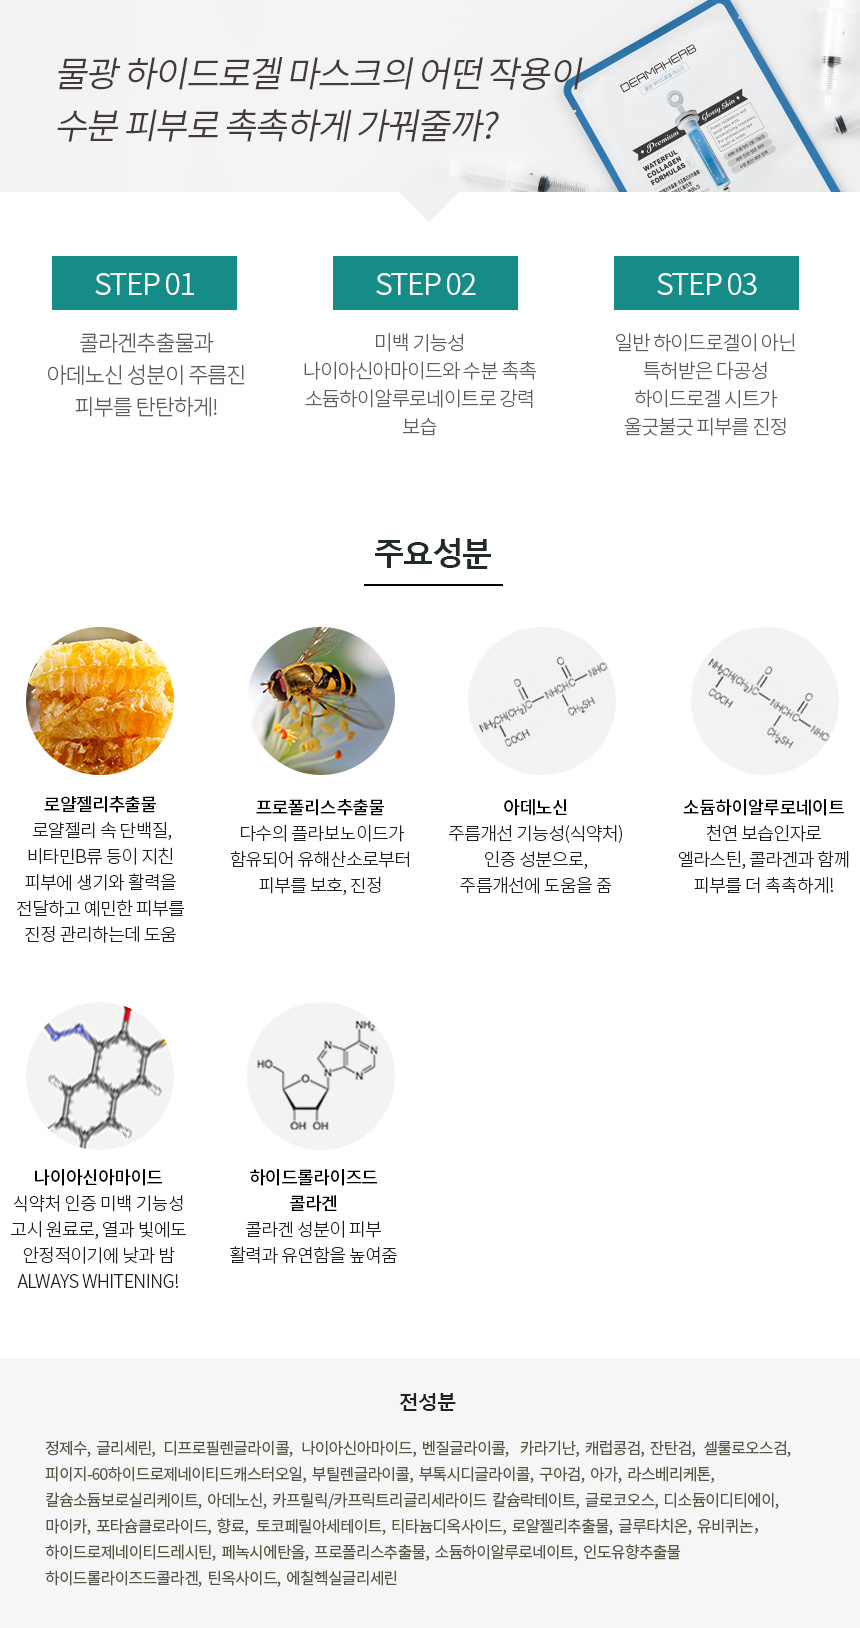 물광 하이드로겔 마스크의 어떤 작용이
수분 피부로 촉촉하게 가꿔줄까?
DERMAHERB
물광 하이드로겔 마스크
Premium
Glossy Skin
WATERFUL
COLLAGEN
FORMULAS
STEP 01
콜라겐추출물과
아데노신 성분이 주름진
피부를 탄탄하게!
STEP 02
미백 기능성
나이아신아마이드와 수분 촉촉
소듐하이알루로네이트로 강력
보습
STEP 03
일반 하이드로겔이 아닌
특허받은 다공성
하이드로겔 시트가
울긋불긋 피부를 진정
주요성분
로얄젤리추출물
로얄젤리 속 단백질,
비타민B류 등이 지친
피부에 생기와 활력을
전달하고 예민한 피부를
진정 관리하는데 도움
프로폴리스추출물
다수의 플라보노이드가
함유되어 유해산소로부터
피부를 보호, 진정
NH₂CH(CH₂)₂C
COOH
O
NHCHC
O
CH₂SH
NHC
아데노신
주름개선 기능성(식약처)
인증 성분으로,
주름개선에 도움을 줌
NH₂CH(CH₂)₂C
COOH
O
NHCHC
O
CH₂SH
NHC
소듐하이알루로네이트
천연 보습인자로
엘라스틴, 콜라겐과 함께
피부를 더 촉촉하게!
나이아신아마이드
식약처 인증 미백 기능성
고시 원료로, 열과 빛에도
안정적이기에 낮과 밤
ALWAYS WHITENING!
NH₂
N
N
N
N
HO
O
OH OH
하이드롤라이즈드
콜라겐
콜라겐 성분이 피부
활력과 유연함을 높여줌
전성분
정제수, 글리세린, 디프로필렌글라이콜, 나이아신아마이드, 벤질글라이콜, 카라기난, 캐럽콩검, 잔탄검, 셀룰로오스검,
피이지-60하이드로제네이티드캐스터오일, 부틸렌글라이콜, 부톡시디글라이콜, 구아검, 아가, 라스베리케톤,
칼슘소듐보로실리케이트, 아데노신, 카프릴릭/카프릭트리글리세라이드 칼슘락테이트, 글로코오스, 디소듐이디티에이,
마이카, 포타슘클로라이드, 향료, 토코페릴아세테이트, 티타늄디옥사이드, 로얄젤리추출물, 글루타치온, 유비퀴논,
하이드로제네이티드레시틴, 페녹시에탄올, 프로폴리스추출물, 소듐하이알루로네이트, 인도유향추출물
하이드롤라이즈드콜라겐, 틴옥사이드, 에칠헥실글리세린